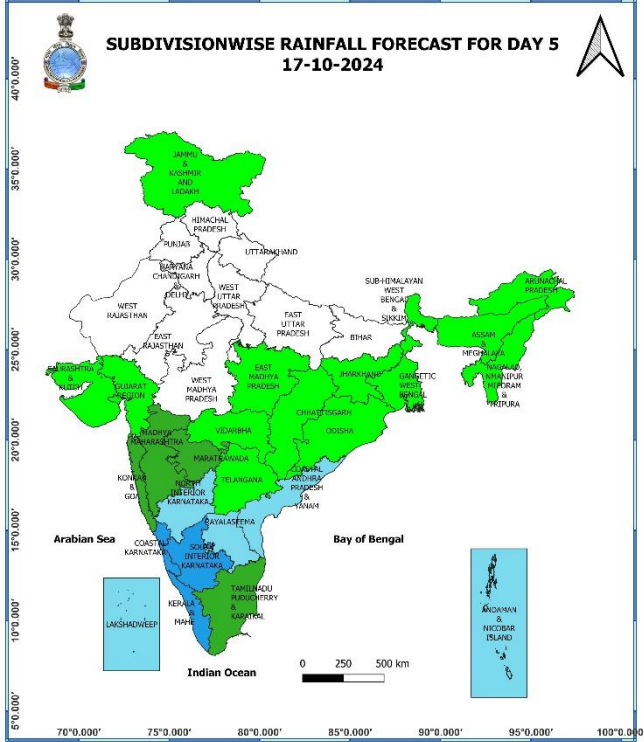 SUBDIVISIONWISE RAINFALL FORECAST FOR DAY 5
17-10-2024
40°0.000'
35°0.000'
30°0.000'
25°0.000'
20°0.000'
15°0.000'
10°0.000'
5°0.000'
JAMMU
&
KASHMIR
AND
LADAKH
HIMACHAL
PRADESH
PUNJAB
UTTARAKHAND
HARYANA
CHANDIGARH
&
DELHI
WEST
UTTAR
PRADESH
WEST
RAJASTHAN
EAST
RAJASTHAN
EAST
UTTAR
PRADESH
BIHAR
SUB-HIMALAYAN
WEST
BENGAL
&
SIKKIM
ARUNACHAL
PRADESH
ASSAM
&
MEGHALAYA
NAGALAND,
MANIPUR
MIZORAM
&
TRIPURA
SAURASHTRA
&
KUTCH
GUJARAT
REGION
WEST
MADHYA
PRADESH
EAST
MADHYA
PRADESH
JHARKHAND
GANGETIC
WEST
BENGAL
CHHATTISGARH
ODISHA
VIDARBHA
MADHYA
MAHARASHTRA
MARATHWADA
TELANGANA
KONKAN
&
GOA
NORTH
INTERIOR
KARNATAKA
COASTAL
ANDHRA
PRADESH
&
YANAM
RAYALASEEMA
Arabian Sea
COASTAL
KARNATAKA
SOUTH
INTERIOR
KARNATAKA
Bay of Bengal
LAKSHADWEEP
KERALA
&
MAHE
TAMILNADU
PUDUCHERRY
&
KARAIKAL
ANDAMAN
&
NICOBAR
ISLAND
Indian Ocean
0 250 500 km
70°0.000' 75°0.000' 80°0.000' 85°0.000' 90°0.000' 95°0.000' 100°0.000'